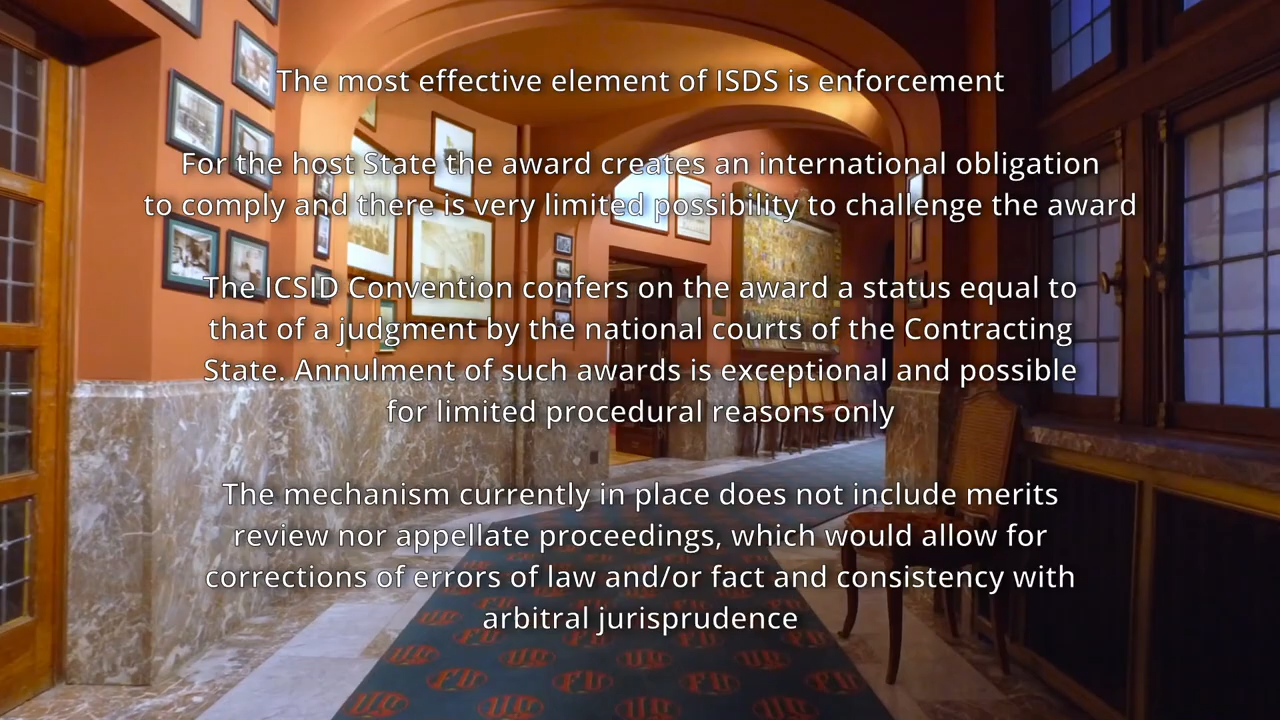 The most effective element of ISDS is enforcement
For the host State the award creates an international obligation
to comply and there is very limited possibility to challenge the award
The ICSID Convention confers on the award a status equal to
that of a judgment by the national courts of the Contracting
State. Annulment of such awards is exceptional and possible
for limited procedural reasons only
The mechanism currently in place does not include merits
review nor appellate proceedings, which would allow for
corrections of errors of law and/or fact and consistency with
arbitral jurisprudence